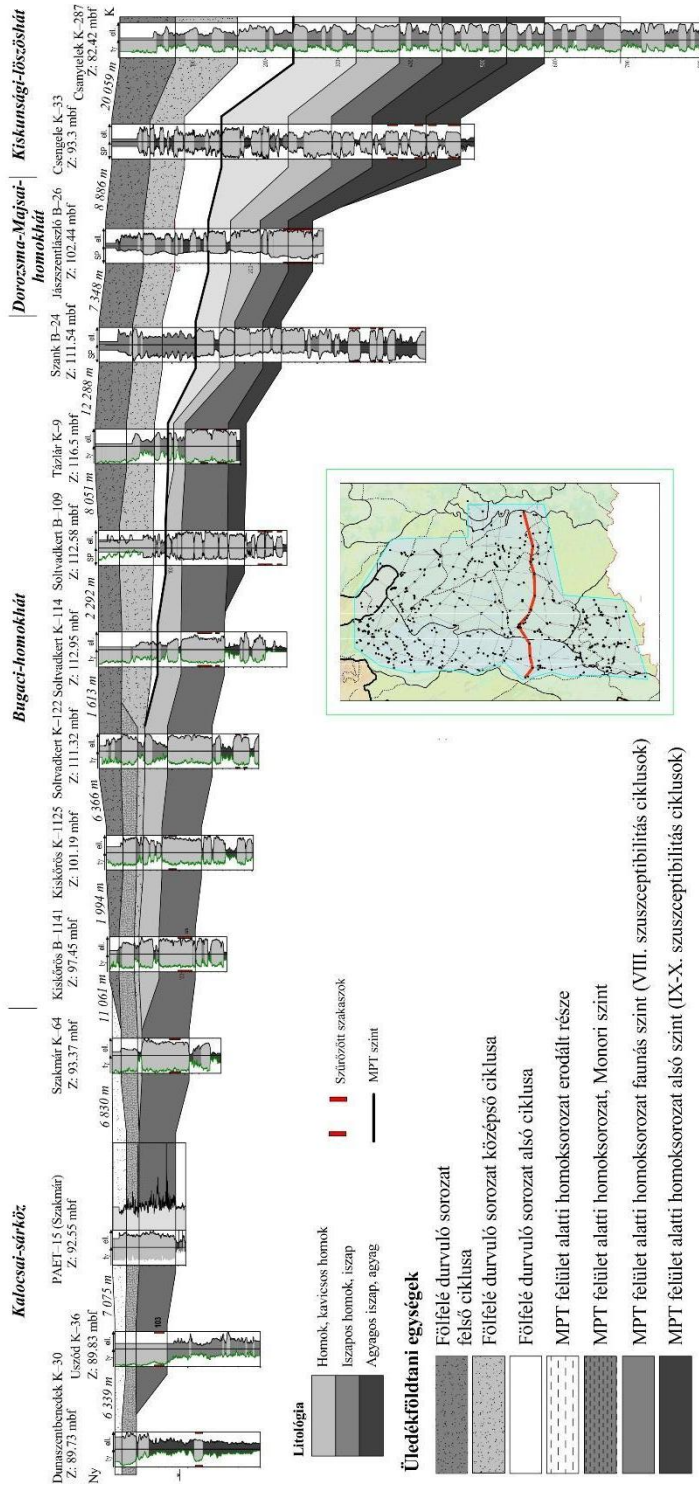 Kalocsai-sárköz
Bugaci-homokhát
Dorozsma-Majsai-
homokhát
Kiskunsági-löszöshát
Dunaszentbenedek K–30
Z: 89.73 mbf
Ny
Uszód K–36
Z: 89.83 mbf
PAET–15 (Szakmár)
Z: 92.55 mbf
Szakmár K–64
Z: 93.37 mbf
Kiskőrös B–1141
Z: 97.45 mbf
Kiskőrös K–1125
Z: 101.19 mbf
Soltvadkert K–122
Z: 111.32 mbf
Soltvadkert K–114
Z: 112.95 mbf
Soltvadkert B–109
Z: 112.58 mbf
Tázlár K–9
Z: 116.5 mbf
Szank B–24
Z: 111.54 mbf
Jászszentlászló B–26
Z: 102.44 mbf
Csengele K–33
Z: 93.3 mbf
Csanytelek K–287
Z: 82.42 mbf
K
6 339 m
7 075 m
6 830 m
11 061 m
1 994 m
6 366 m
1 613 m
2 292 m
8 051 m
12 288 m
7 348 m
8 886 m
20 059 m
Litológia
Homok, kavicsos homok
Iszapos homok, iszap
Agyagos iszap, agyag
Szűrőzött szakaszok
MPT szint
Üledékföldtani egységek
Fölfelé durvuló sorozat
felső ciklusa
Fölfelé durvuló sorozat középső ciklusa
Fölfelé durvuló sorozat alsó ciklusa
MPT felület alatti homoksorozat erodált része
MPT felület alatti homoksorozat, Monori szint
MPT felület alatti homoksorozat faunás szint (VIII. szuszceptibilitás ciklusok)
MPT felület alatti homoksorozat alsó szint (IX-X. szuszceptibilitás ciklusok)